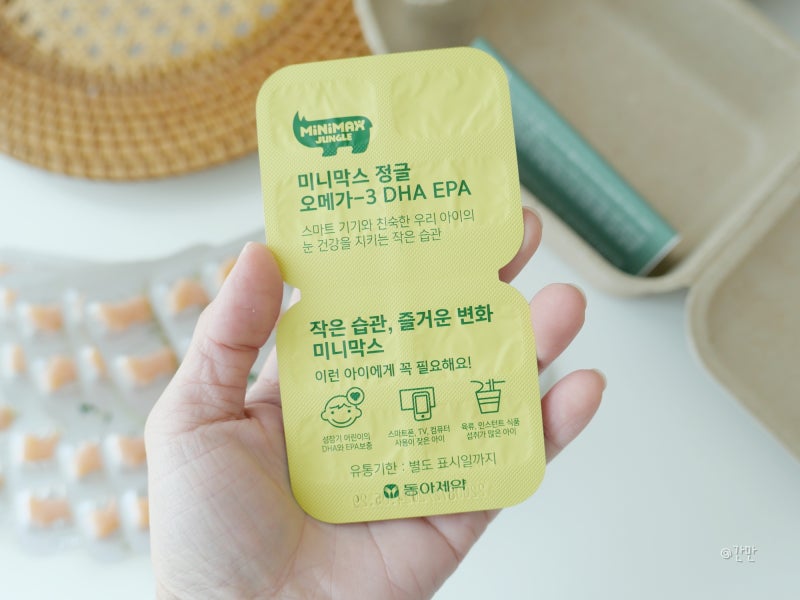 MINIMAX
JUNGLE
미니막스 정글
오메가-3 DHA EPA
스마트 기기와 친숙한 우리 아이의
눈 건강을 지키는 작은 습관
작은 습관, 즐거운 변화
미니막스
이런 아이에게 꼭 필요해요!
성장기 어린이의
DHA와 EPA보충
스마트폰, TV, 컴퓨터
사용이 잦은 아이
육류, 인스턴트 식품
섭취가 많은 아이
유통기한 : 별도 표시일까지
동아제약